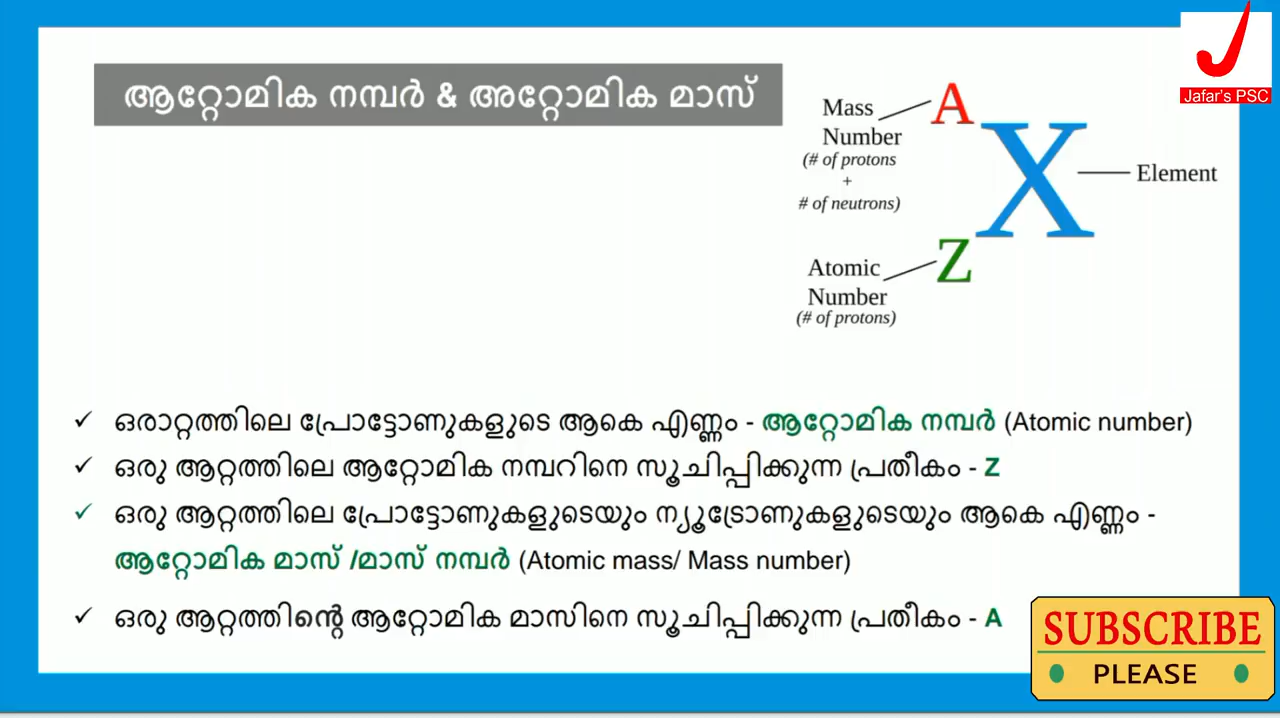 ആറ്റോമിക നമ്പർ & അറ്റോമിക മാസ്
Jafar's PSC
Mass
Number
(# of protons
+
# of neutrons)
A
X
Element
Z
Atomic
Number
(# of protons)
✓ ഒരാറ്റത്തിലെ പ്രോട്ടോണുകളുടെ ആകെ എണ്ണം - ആറ്റോമിക നമ്പർ (Atomic number)
✓ ഒരു ആറ്റത്തിലെ ആറ്റോമിക നമ്പറിനെ സൂചിപ്പിക്കുന്ന പ്രതീകം - Z
✓ ഒരു ആറ്റത്തിലെ പ്രോട്ടോണുകളുടെയും ന്യൂട്രോണുകളുടെയും ആകെ എണ്ണം -
ആറ്റോമിക മാസ് /മാസ് നമ്പർ (Atomic mass/ Mass number)
✓ ഒരു ആറ്റത്തിന്റെ ആറ്റോമിക മാസിനെ സൂചിപ്പിക്കുന്ന പ്രതീകം - A
SUBSCRIBE
PLEASE